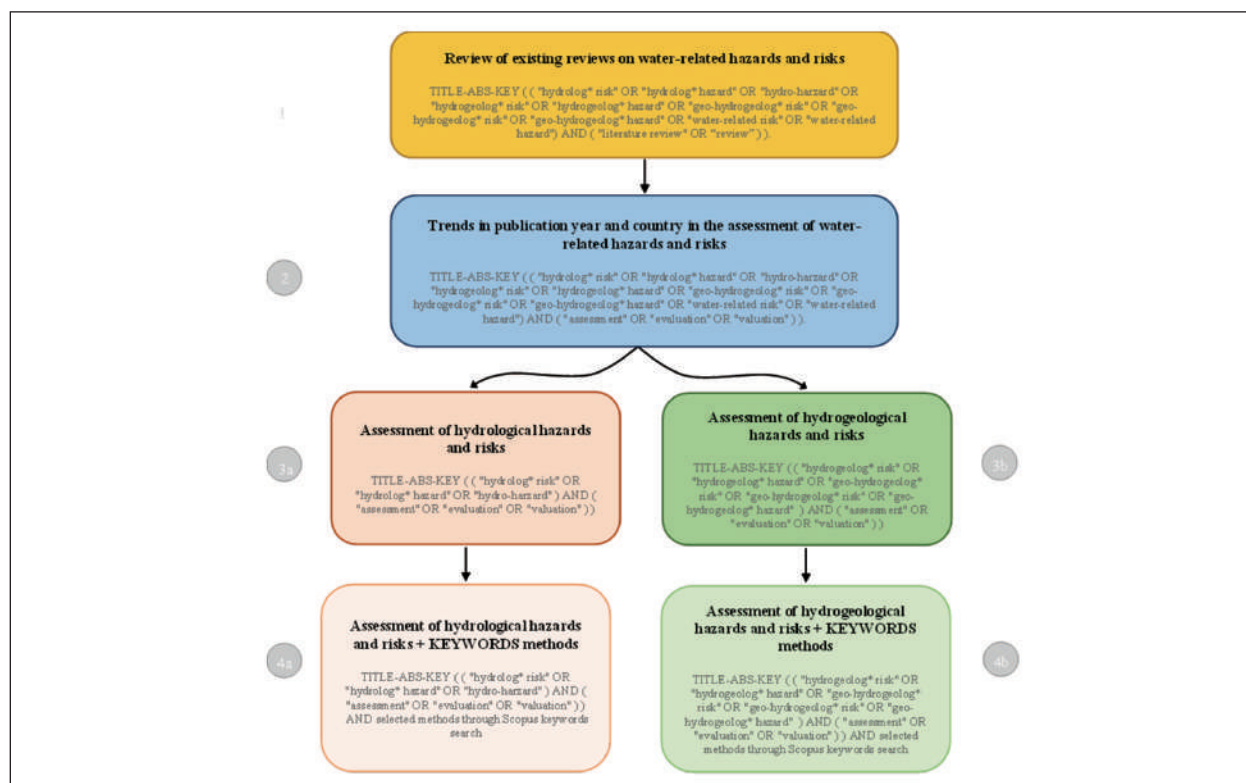 Review of existing reviews on water-related hazards and risks
TITLE-ABS-KEY ( ( "hydrolog* risk" OR "hydrolog* hazard" OR "hydro-harzard" OR
"hydrogeolog* risk" OR "hydrogeolog* hazard" OR "geo-hydrogeolog* risk" OR "geo-
hydrogeolog* risk" OR "geo-hydrogeolog* hazard" OR "water-related risk" OR "water-related
hazard") AND ( "literature review" OR "review" ) ).
Trends in publication year and country in the assessment of water-
related hazards and risks
2
TITLE-ABS-KEY ( ( "hydrolog* risk" OR "hydrolog* hazard" OR "hydro-harzard" OR
"hydrogeolog* risk" OR "hydrogeolog* hazard" OR "geo-hydrogeolog* risk" OR "geo-
hydrogeolog* risk" OR "geo-hydrogeolog* hazard" OR "water-related risk" OR "water-related
hazard") AND ( "assessment" OR "evaluation" OR "valuation" ) ).
3a
Assessment of hydrological hazards
and risks
TITLE-ABS-KEY ( ( "hydrolog* risk" OR
"hydrolog* hazard" OR "hydro-harzard" ) AND (
"assessment" OR "evaluation" OR "valuation" ) )
3b
Assessment of hydrogeological
hazards and risks
TITLE-ABS-KEY ( ( "hydrogeolog* risk" OR
"hydrogeolog* hazard" OR "geo-hydrogeolog*
risk" OR "geo-hydrogeolog* risk" OR "geo-
hydrogeolog* hazard" ) AND ( "assessment" OR
"evaluation" OR "valuation" ) )
4a
Assessment of hydrological hazards
and risks + KEYWORDS methods
TITLE-ABS-KEY ( ( "hydrolog* risk" OR
"hydrolog* hazard" OR "hydro-harzard" ) AND (
"assessment" OR "evaluation" OR "valuation" ) )
AND selected methods through Scopus keywords
search
4b
Assessment of hydrogeological
hazards and risks + KEYWORDS
methods
TITLE-ABS-KEY ( ( "hydrogeolog* risk" OR
"hydrogeolog* hazard" OR "geo-hydrogeolog*
risk" OR "geo-hydrogeolog* risk" OR "geo-
hydrogeolog* hazard" ) AND ( "assessment" OR
"evaluation" OR "valuation" ) ) AND selected
methods through Scopus keywords search